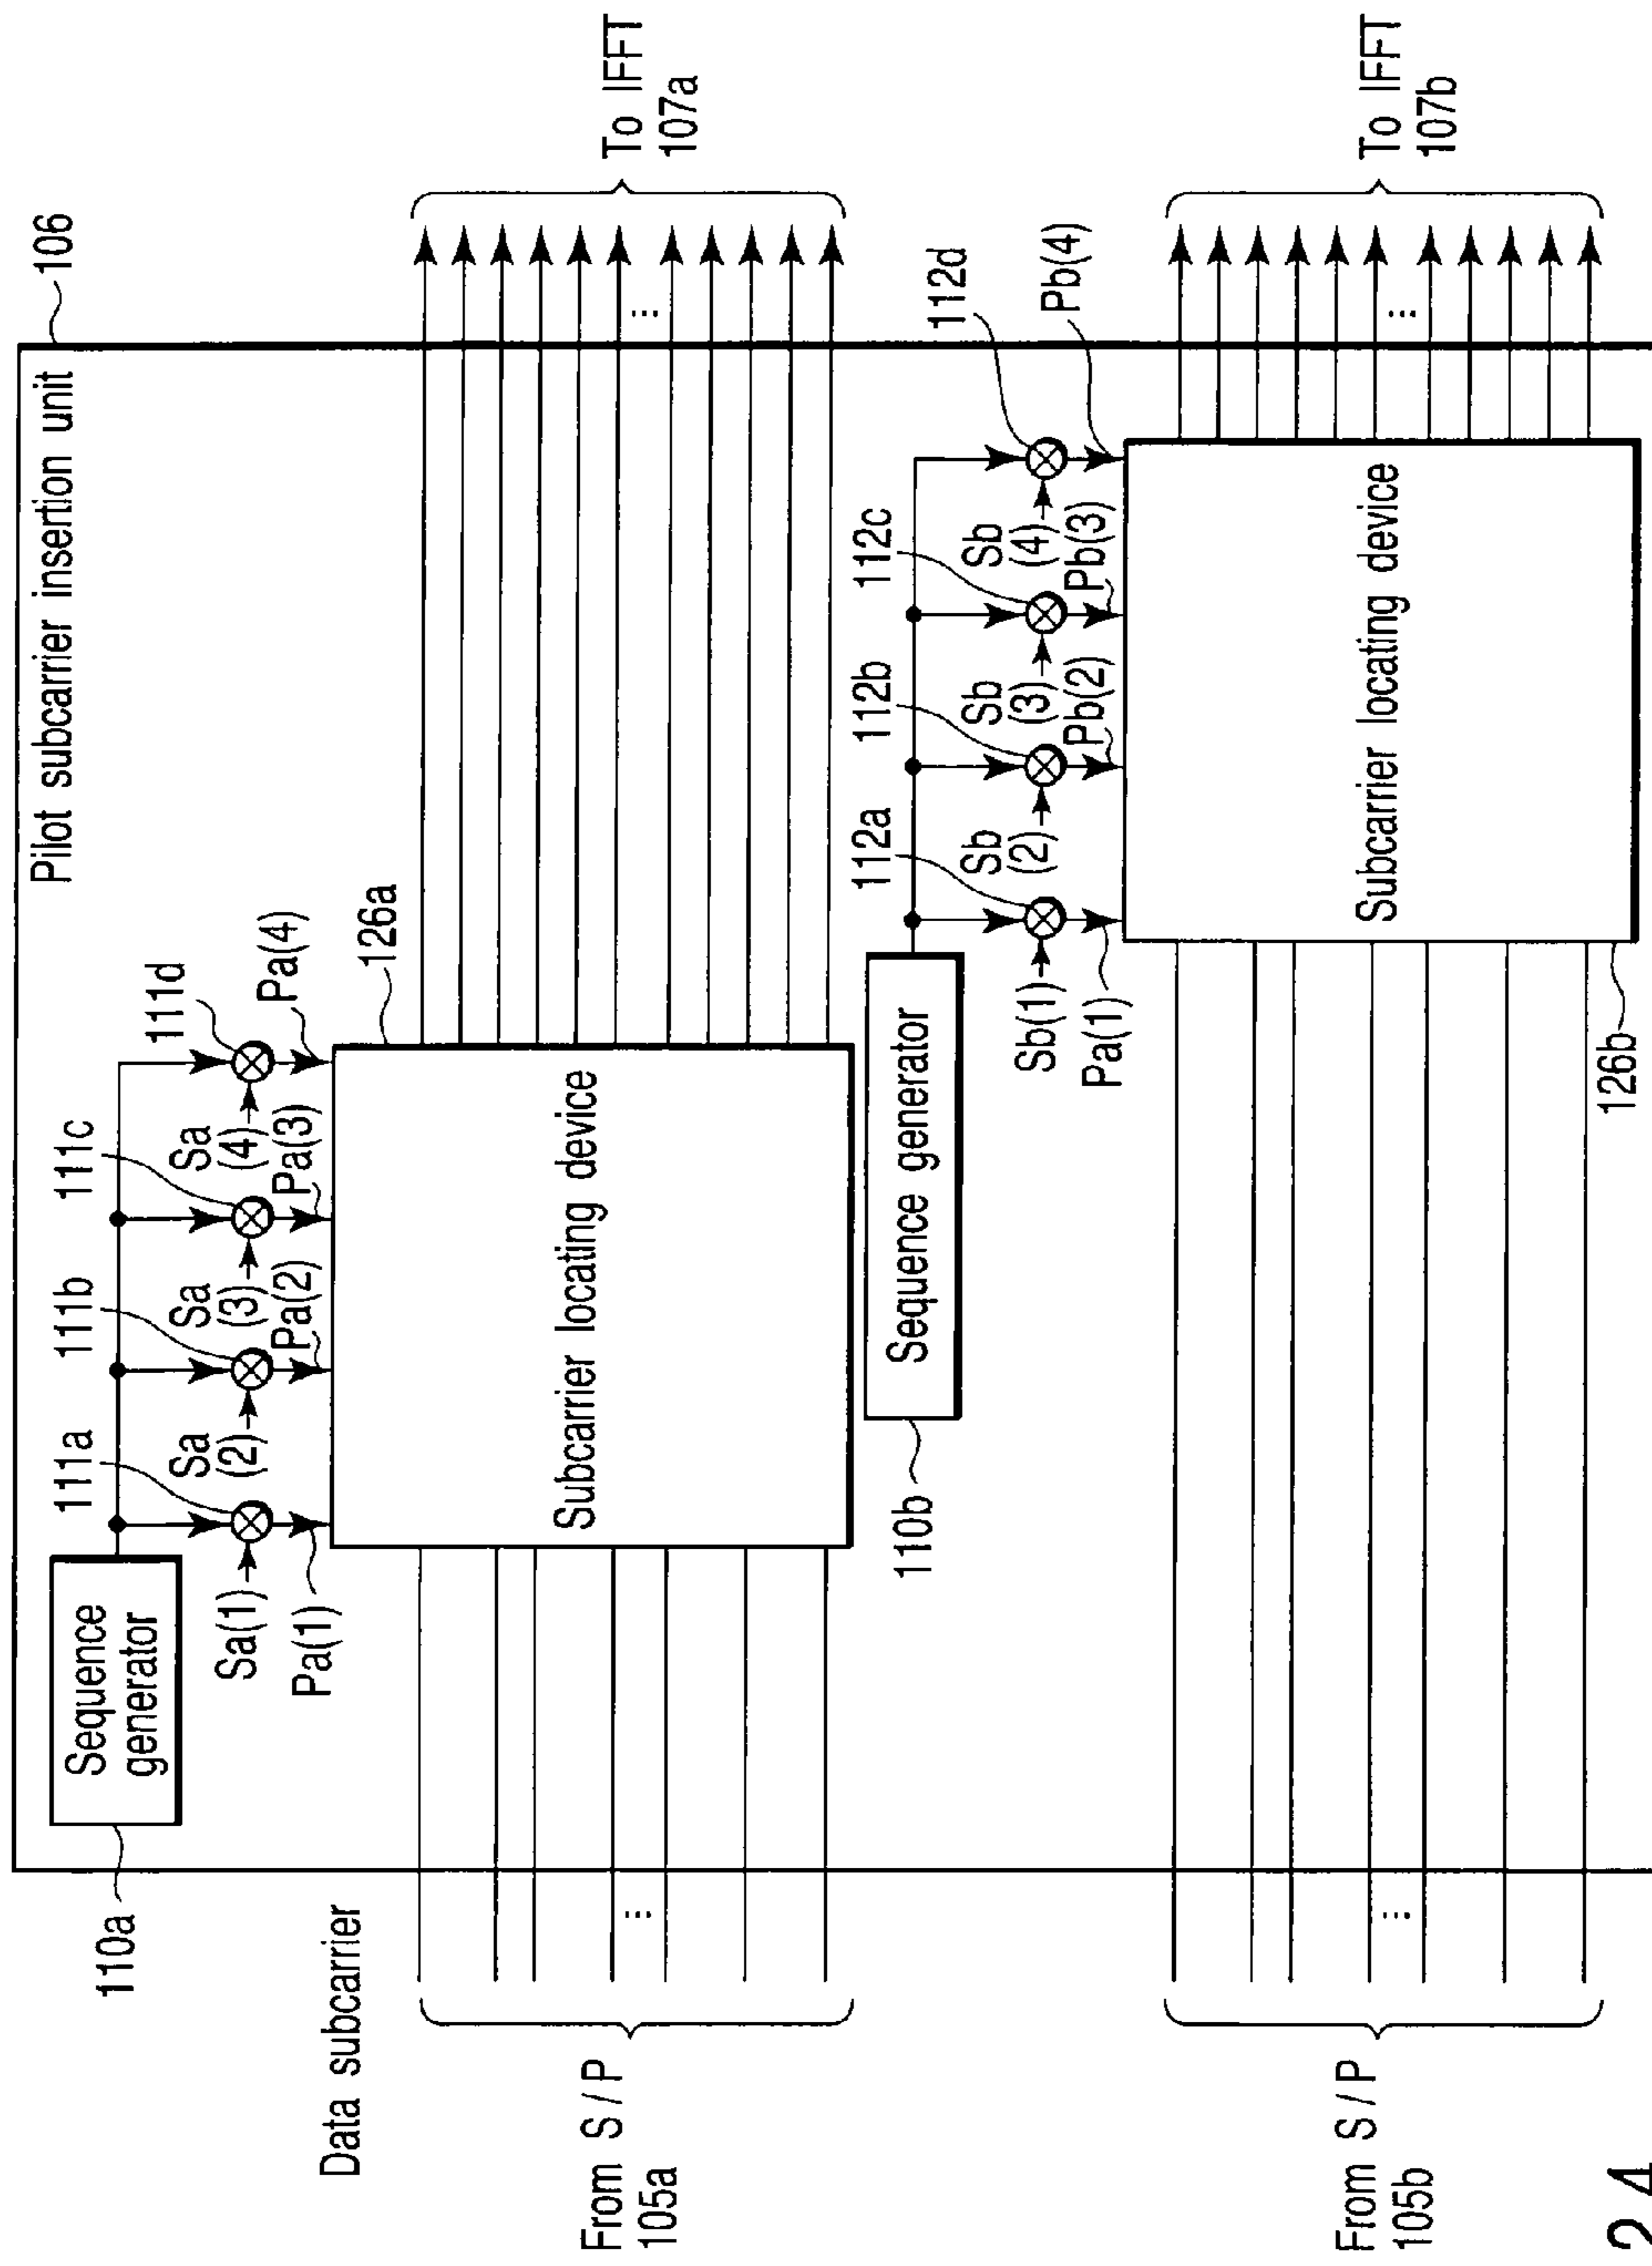 Pilot subcarrier insertion unit
106
Sequence
generator
110a
111a
111b
111c
111d
Sa(1)
Sa
(2)
Sa
(3)
Sa
(4)
Pa(1)
Pa(2)
Pa(3)
Pa(4)
126a
Data subcarrier
From S / P
105a
Subcarrier locating device
To IFFT
107a
...
...
Sequence generator
110b
112a
112b
112c
112d
Sb(1)
Sb
(2)
Sb
(3)
Sb
(4)
Pa(1)
Pb(2)
Pb(3)
Pb(4)
From S / P
105b
Subcarrier locating device
126b
To IFFT
107b
...
...
2 4